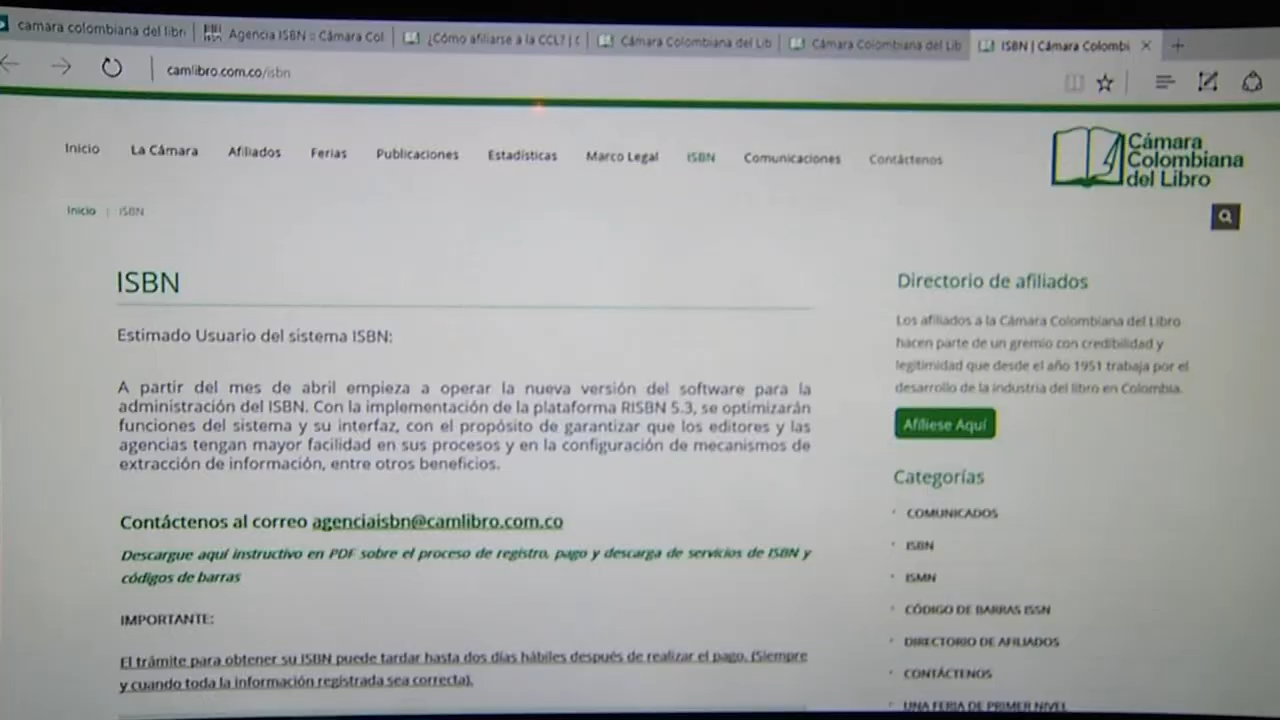 camara colombiana del libr
Agencia ISBN :: Cámara Col
¿Cómo afiliarse a la CCL? | C
Cámara Colombiana del Lib
Cámara Colombiana del Lib
ISBN | Cámara Colombi
camlibro.com.co/isbn
Inicio La Cámara Afiliados Ferias Publicaciones Estadísticas Marco Legal ISBN Comunicaciones Contáctenos
Cámara
Colombiana
del Libro
Inicio | ISBN
ISBN
Estimado Usuario del sistema ISBN:
A partir del mes de abril empieza a operar la nueva versión del software para la
administración del ISBN. Con la implementación de la plataforma RISBN 5.3, se optimizarán
funciones del sistema y su interfaz, con el propósito de garantizar que los editores y las
agencias tengan mayor facilidad en sus procesos y en la configuración de mecanismos de
extracción de información, entre otros beneficios.
Contáctenos al correo agenciaisbn@camlibro.com.co
Descargue aquí instructivo en PDF sobre el proceso de registro, pago y descarga de servicios de ISBN y
códigos de barras
IMPORTANTE:
El trámite para obtener su ISBN puede tardar hasta dos días hábiles después de realizar el pago. (Siempre
y cuando toda la información registrada sea correcta).
Directorio de afiliados
Los afiliados a la Cámara Colombiana del Libro
hacen parte de un gremio con credibilidad y
legitimidad que desde el año 1951 trabaja por el
desarrollo de la industria del libro en Colombia.
Afíliese Aquí
Categorías
COMUNICADOS
ISBN
ISMN
CÓDIGO DE BARRAS ISSN
DIRECTORIO DE AFILIADOS
CONTÁCTENOS
UNA FERIA DE PRIMER NIVEL